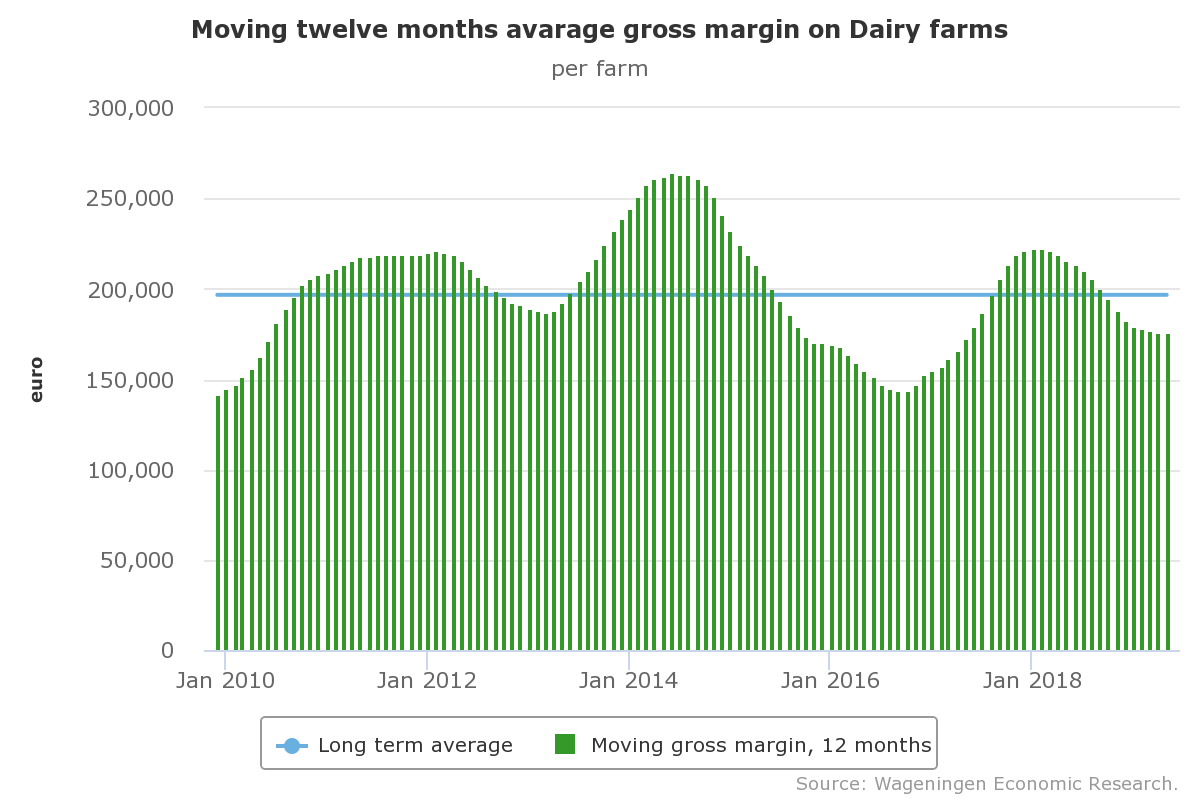 Moving twelve months avarage gross margin on Dairy farms
per farm
300,000
250,000
200,000
150,000
100,000
50,000
0
euro
Jan 2010 Jan 2012 Jan 2014 Jan 2016 Jan 2018
Long term average Moving gross margin, 12 months
Source: Wageningen Economic Research.